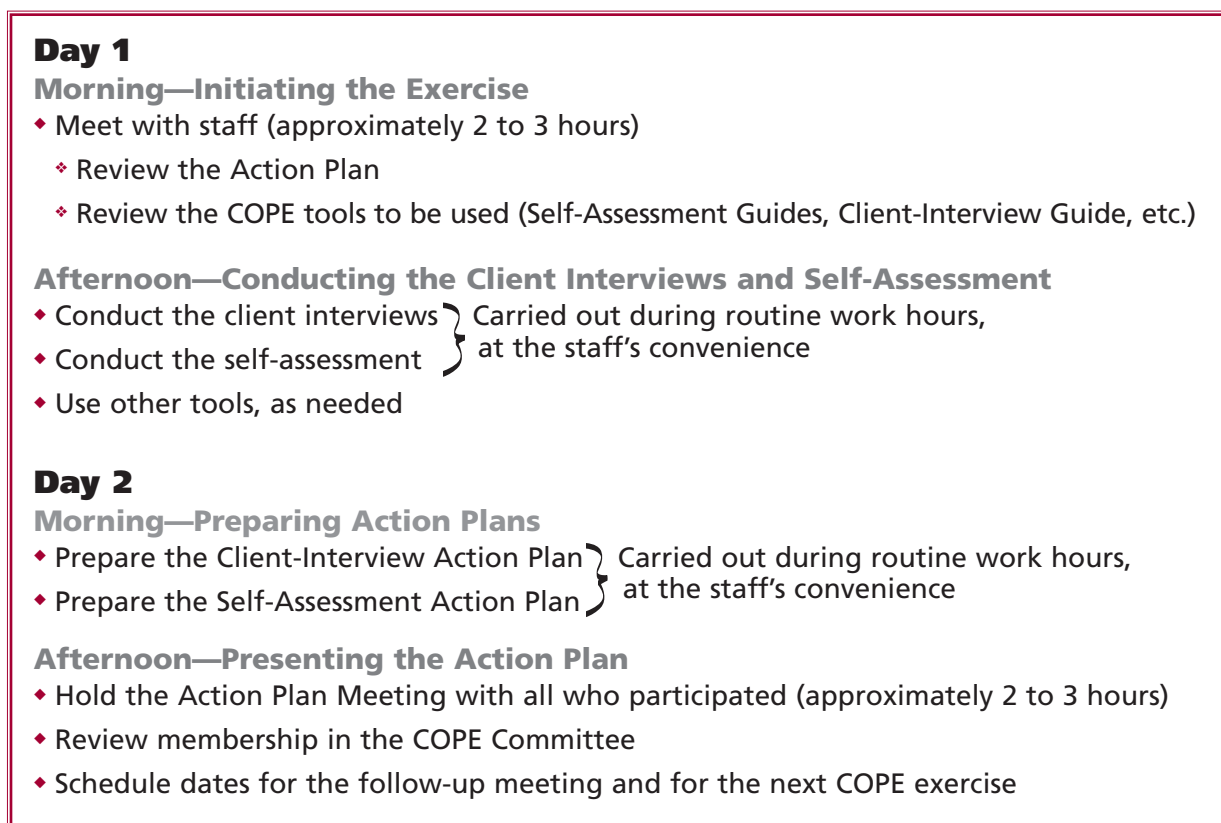 Day 1
Morning—Initiating the Exercise
◆ Meet with staff (approximately 2 to 3 hours)
❖ Review the Action Plan
❖ Review the COPE tools to be used (Self-Assessment Guides, Client-Interview Guide, etc.)
Afternoon—Conducting the Client Interviews and Self-Assessment
◆ Conduct the client interviews
◆ Conduct the self-assessment
Carried out during routine work hours,
at the staff’s convenience
◆ Use other tools, as needed
Day 2
Morning—Preparing Action Plans
◆ Prepare the Client-Interview Action Plan
◆ Prepare the Self-Assessment Action Plan
Carried out during routine work hours,
at the staff’s convenience
Afternoon—Presenting the Action Plan
◆ Hold the Action Plan Meeting with all who participated (approximately 2 to 3 hours)
◆ Review membership in the COPE Committee
◆ Schedule dates for the follow-up meeting and for the next COPE exercise